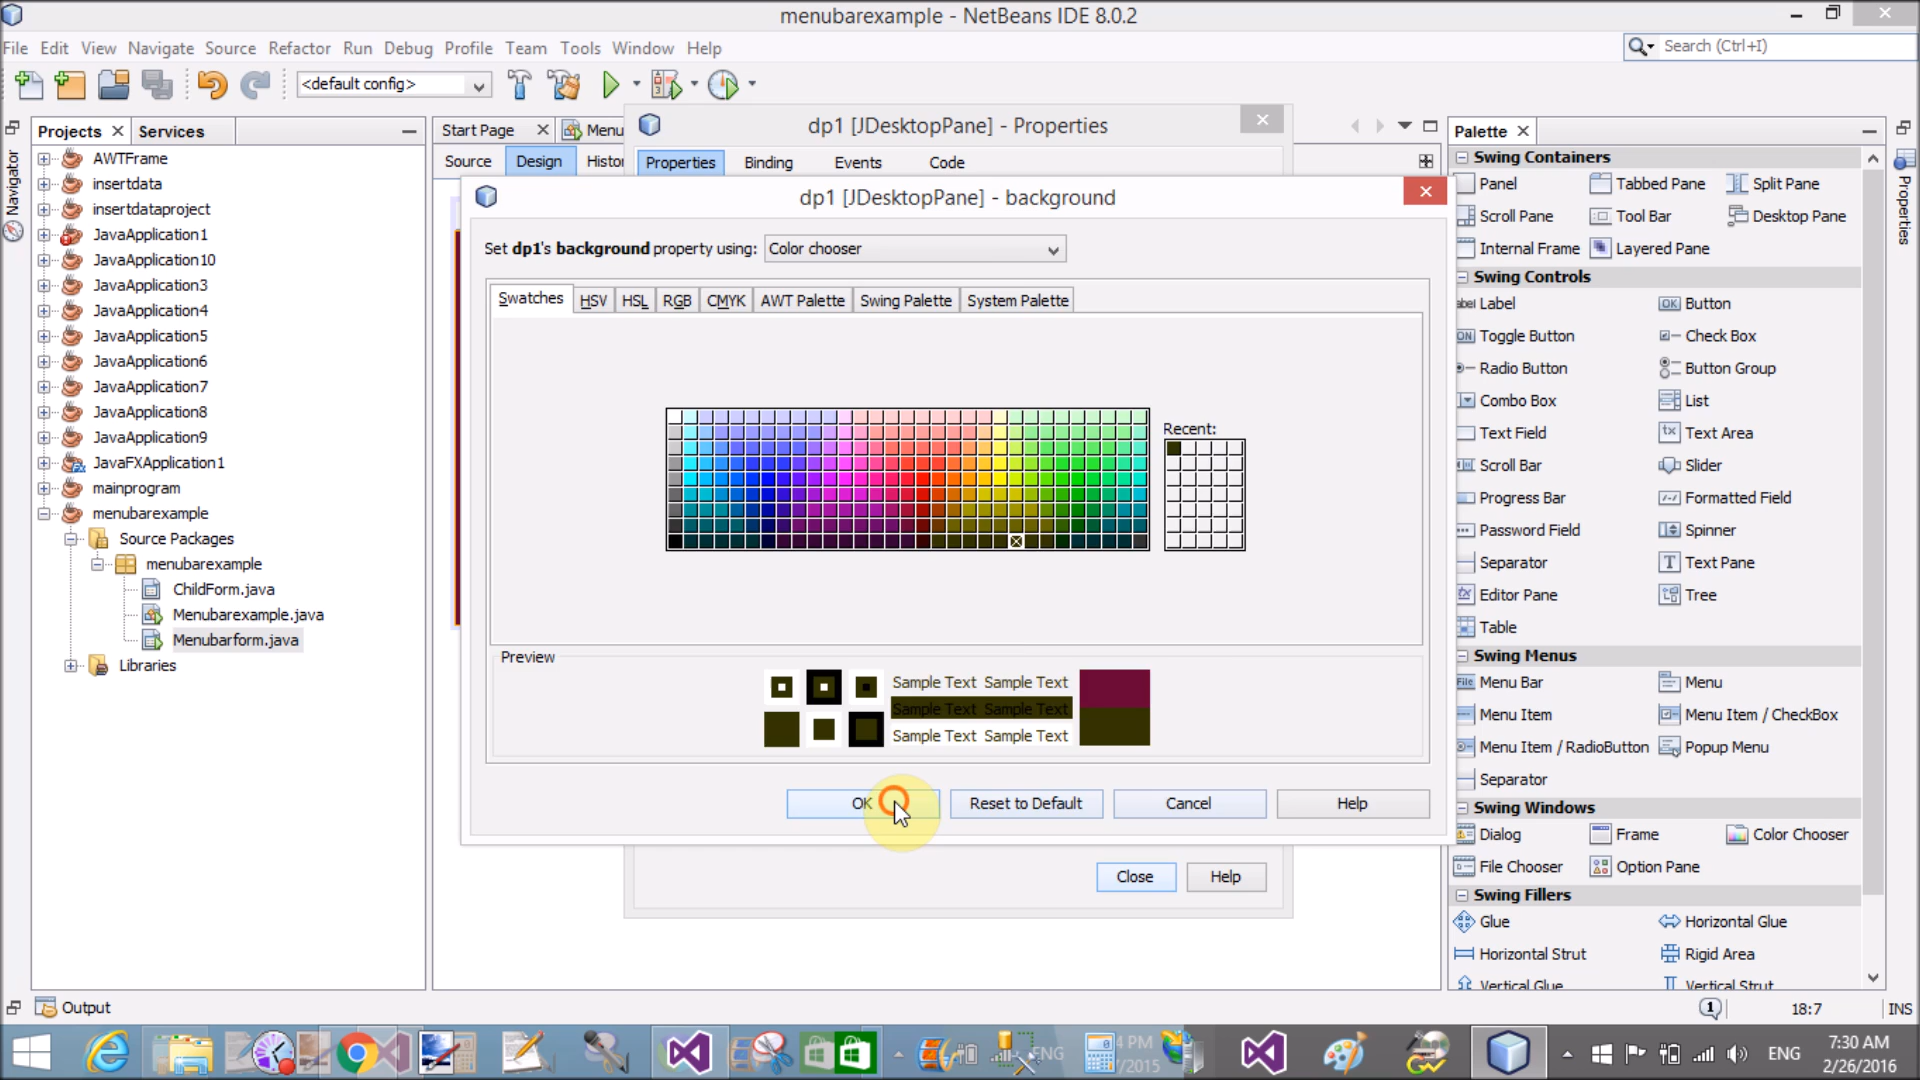 menubarexample - NetBeans IDE 8.0.2
File Edit View Navigate Source Refactor Run Debug Profile Team Tools Window Help
Search (Ctrl+I)
<default config>
Projects
Services
Navigator
AWTFrame
insertdata
insertdataproject
JavaApplication1
JavaApplication10
JavaApplication3
JavaApplication4
JavaApplication5
JavaApplication6
JavaApplication7
JavaApplication8
JavaApplication9
JavaFXApplication1
mainprogram
menubarexample
Source Packages
menubarexample
ChildForm.java
Menubarexample.java
Menubarform.java
Libraries
Start Page
Menu
Source Design Histor
dp1 [JDesktopPane] - Properties
Properties Binding Events Code
dp1 [JDesktopPane] - background
Set dp1's background property using: Color chooser
Swatches HSV HSL RGB CMYK AWT Palette Swing Palette System Palette
Recent:
Preview
Sample Text Sample Text
Sample Text Sample Text
Sample Text Sample Text
OK Reset to Default Cancel Help
Close Help
Palette
Swing Containers
Panel Tabbed Pane Split Pane
Scroll Pane Tool Bar Desktop Pane
Internal Frame Layered Pane
Swing Controls
Label Button
Toggle Button Check Box
Radio Button Button Group
Combo Box List
Text Field Text Area
Scroll Bar Slider
Progress Bar Formatted Field
Password Field Spinner
Separator Text Pane
Editor Pane Tree
Table
Swing Menus
Menu Bar Menu
Menu Item Menu Item / CheckBox
Menu Item / RadioButton Popup Menu
Separator
Swing Windows
Dialog Frame Color Chooser
File Chooser Option Pane
Swing Fillers
Glue Horizontal Glue
Horizontal Strut Rigid Area
Vertical Glue Vertical Strut
Properties
Output
1
18:7
INS
ENG
7:30 AM
2/26/2016